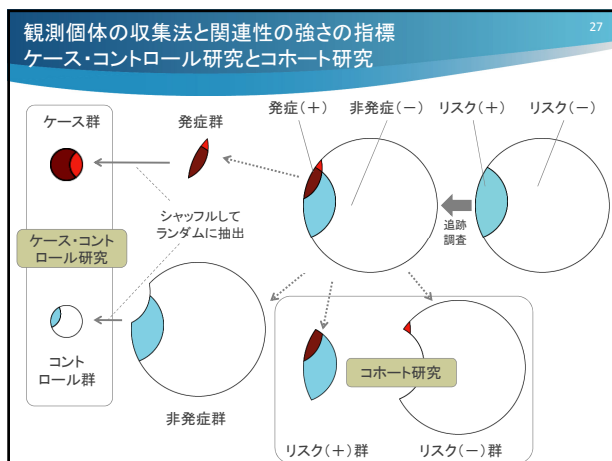 観測個体の収集法と関連性の強さの指標
27
ケース・コントロール研究とコホート研究
発症(+)
非発症(-)
リスク(+)
リスク(-)
ケース群
発症群
シャッフルして
ランダムに抽出
追跡
調査
ケース・コント
ロール研究
コント
ロール群
コホート研究
非発症群
リスク(+)群
リスク(-)群